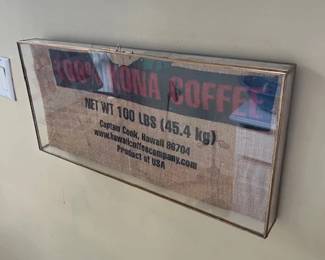 100% KONA COFFEE
NET WT 100 LBS (45.4 kg)
Captain Cook, Hawaii 96704
www.hawaiicoffeecompany.com
Product of USA